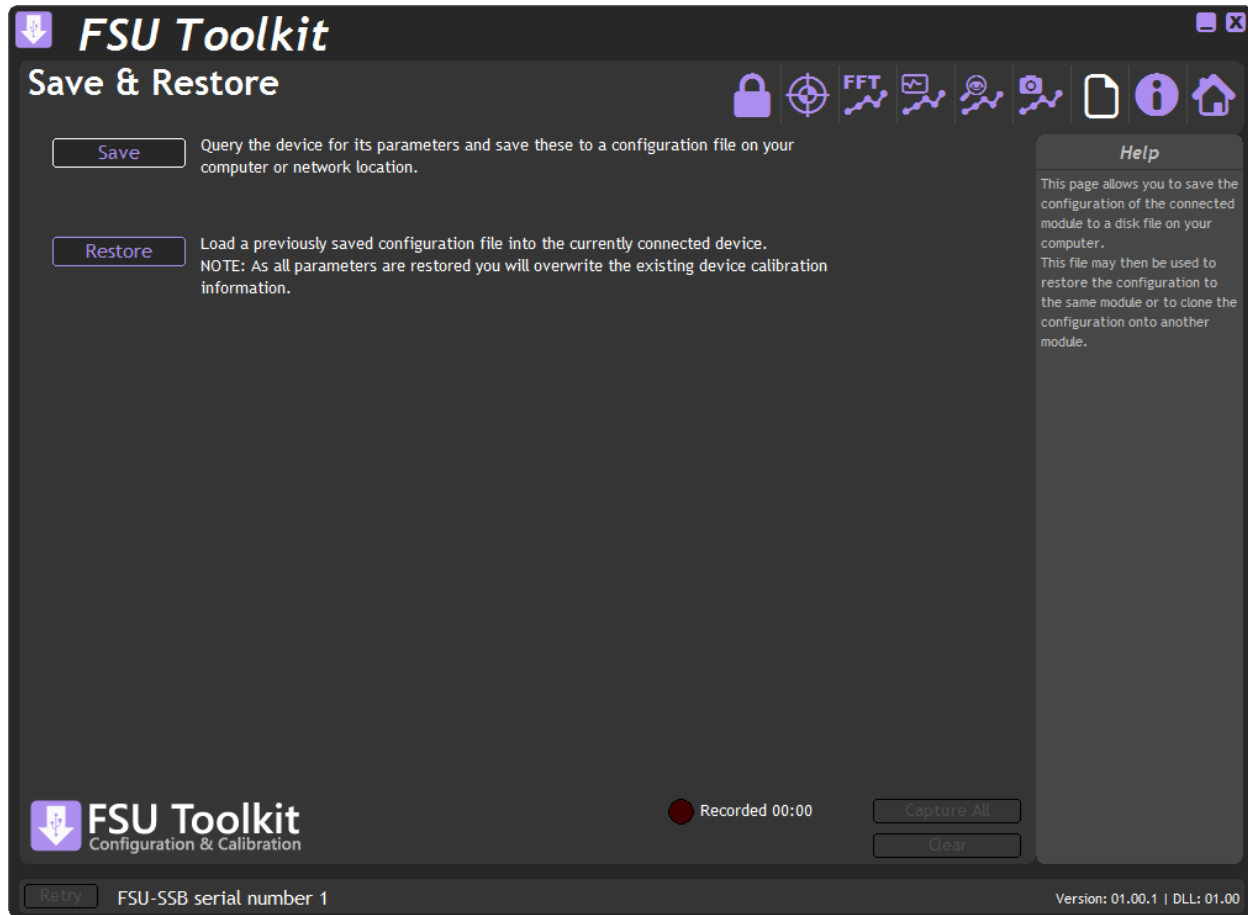 FSU Toolkit
X
Save & Restore
FFT
i
Save
Query the device for its parameters and save these to a configuration file on your
computer or network location.
Restore
Load a previously saved configuration file into the currently connected device.
NOTE: As all parameters are restored you will overwrite the existing device calibration
information.
Help
This page allows you to save the
configuration of the connected
module to a disk file on your
computer.
This file may then be used to
restore the configuration to
the same module or to clone the
configuration onto another
module.
FSU Toolkit
Configuration & Calibration
Recorded 00:00
Capture All
Clear
Retry
FSU-SSB serial number 1
Version: 01.00.1 | DLL: 01.00